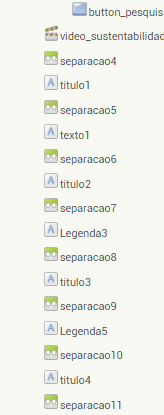 button_pesquis
video_sustentabilidad
separacao4
titulo1
separacao5
texto1
separacao6
titulo2
separacao7
Legenda3
separacao8
titulo3
separacao9
Legenda5
separacao10
titulo4
separacao11